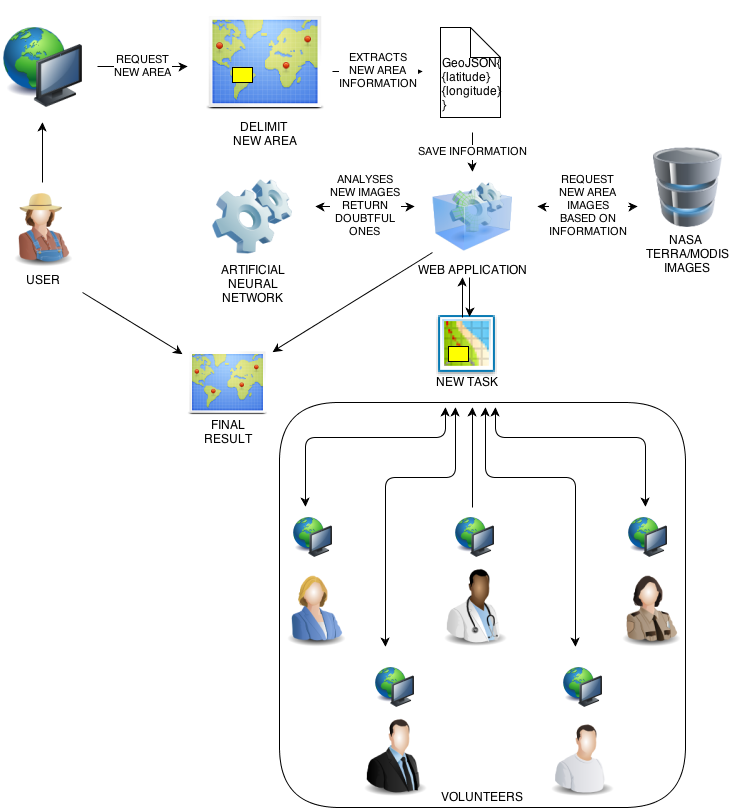 REQUEST
NEW AREA
DELIMIT
NEW AREA
EXTRACTS
NEW AREA
INFORMATION
GeoJSON{
{latitude}
{longitude}
}
SAVE INFORMATION
USER
ARTIFICIAL
NEURAL
NETWORK
ANALYSES
NEW IMAGES
RETURN
DOUBTFUL
ONES
WEB APPLICATION
REQUEST
NEW AREA
IMAGES
BASED ON
INFORMATION
NASA
TERRA/MODIS
IMAGES
NEW TASK
FINAL
RESULT
VOLUNTEERS